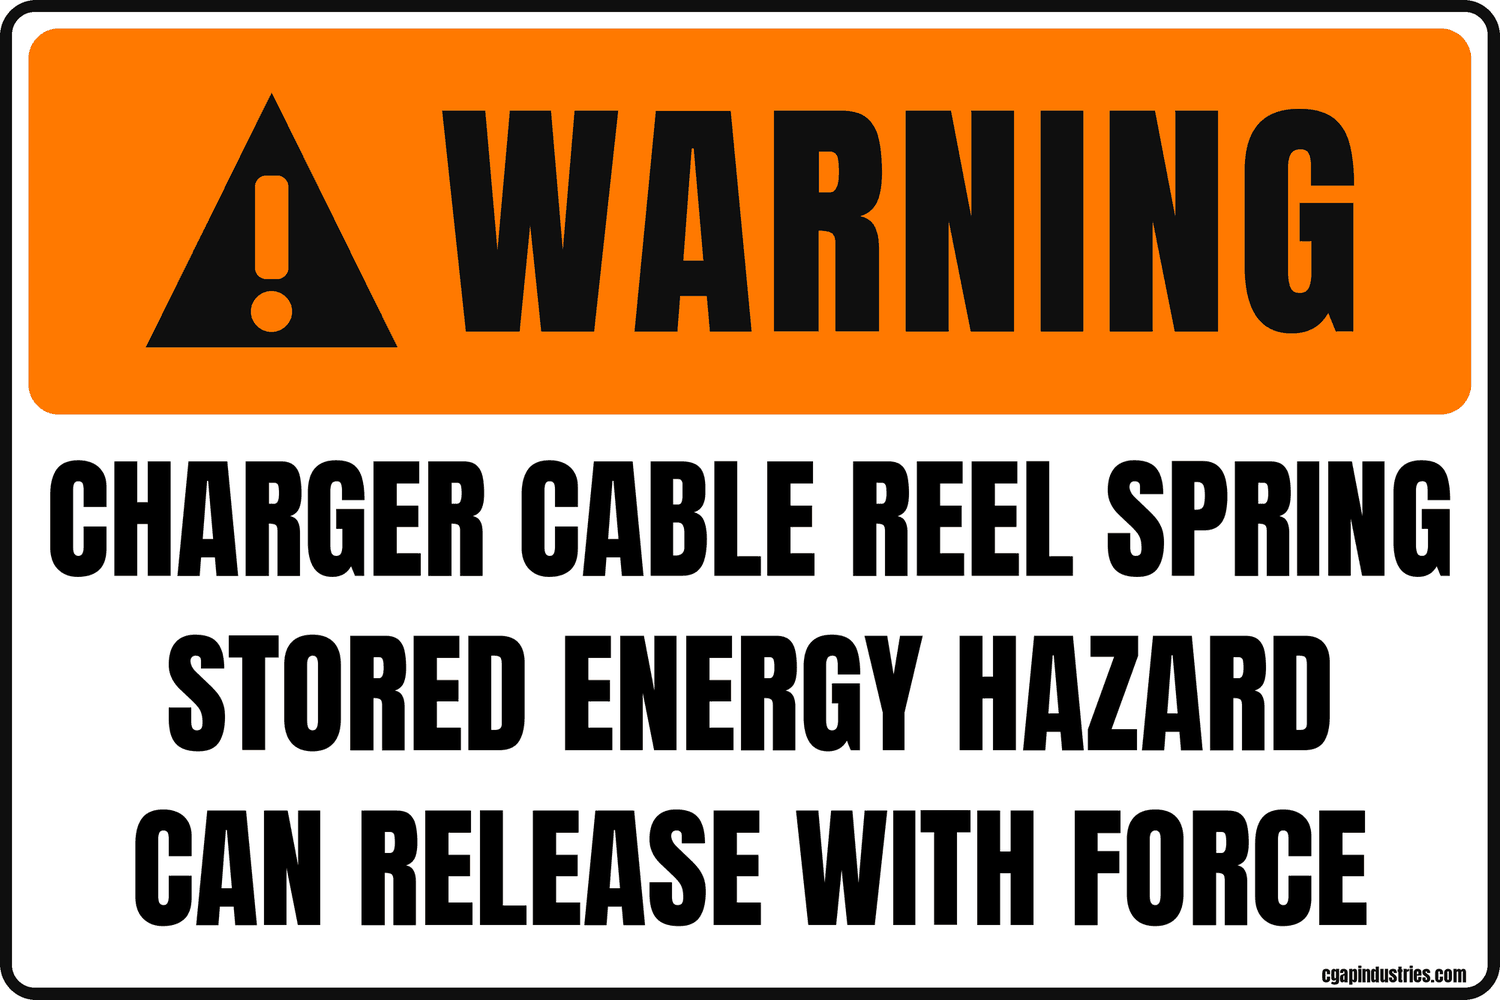 WARNING
CHARGER CABLE REEL SPRING
STORED ENERGY HAZARD
CAN RELEASE WITH FORCE
cgapindustries.com